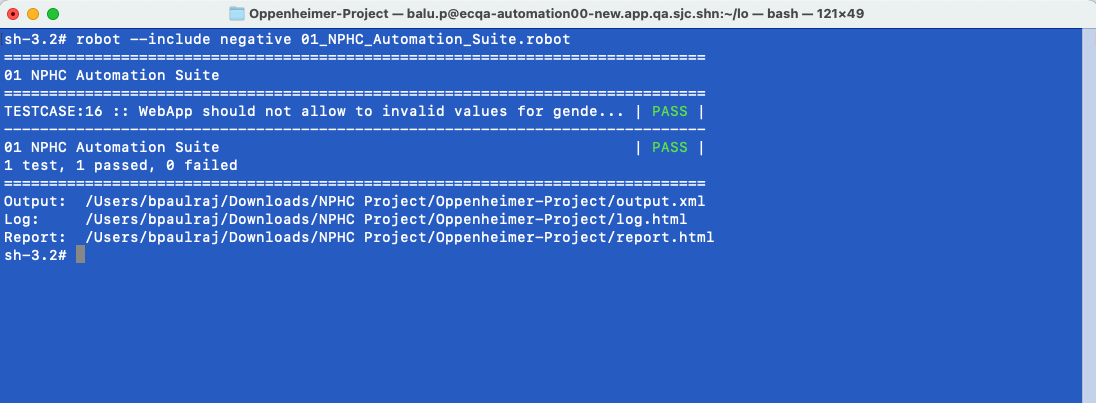 Oppenheimer-Project — balu.p@ecqa-automation00-new.app.qa.sjc.shn:~/lo — bash — 121×49
sh-3.2# robot --include negative 01_NPHC_Automation_Suite.robot
==============================================================================
01 NPHC Automation Suite
==============================================================================
TESTCASE:16 :: WebApp should not allow to invalid values for gende... | PASS |
------------------------------------------------------------------------------
01 NPHC Automation Suite                                              | PASS |
1 test, 1 passed, 0 failed
==============================================================================
Output:  /Users/bpaulraj/Downloads/NPHC Project/Oppenheimer-Project/output.xml
Log:     /Users/bpaulraj/Downloads/NPHC Project/Oppenheimer-Project/log.html
Report:  /Users/bpaulraj/Downloads/NPHC Project/Oppenheimer-Project/report.html
sh-3.2#